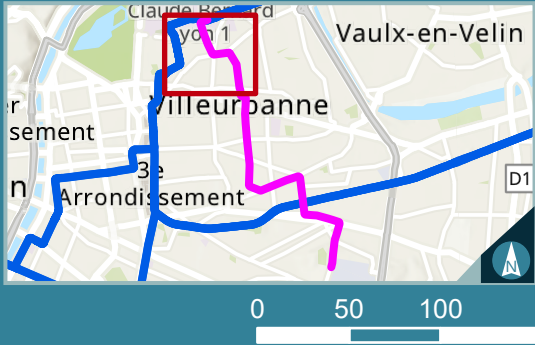 Claude Bernard
yon 1
Vaulx-en-Velin
Villeurbanne
er
sement
3e
n
Arrondissement
D1
N
0 50 100